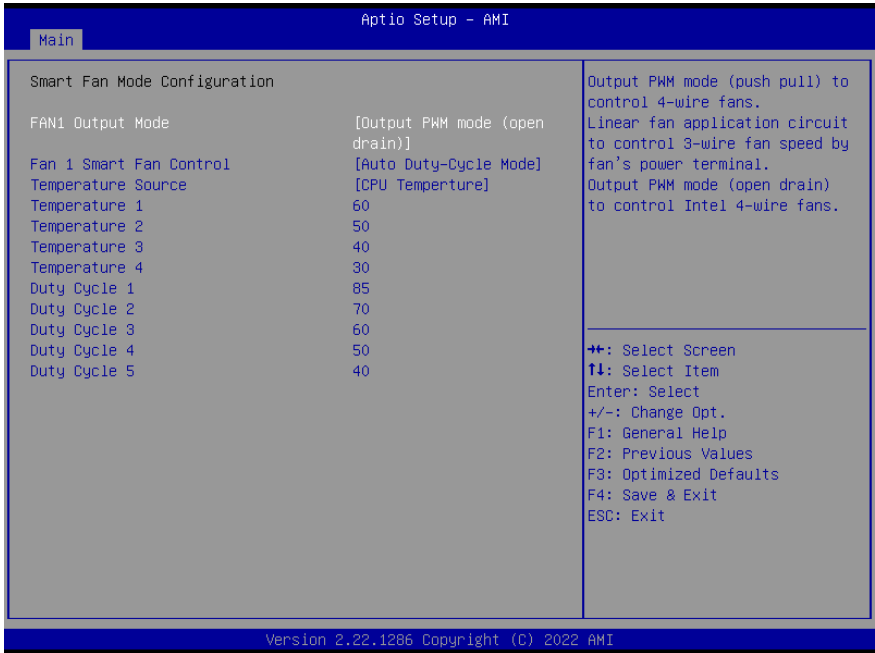 Aptio Setup – AMI
Main
Smart Fan Mode Configuration
FAN1 Output Mode [Output PWM mode (open
drain)]
Fan 1 Smart Fan Control [Auto Duty-Cycle Mode]
Temperature Source [CPU Temperture]
Temperature 1 60
Temperature 2 50
Temperature 3 40
Temperature 4 30
Duty Cycle 1 85
Duty Cycle 2 70
Duty Cycle 3 60
Duty Cycle 4 50
Duty Cycle 5 40
Output PWM mode (push pull) to
control 4-wire fans.
Linear fan application circuit
to control 3-wire fan speed by
fan's power terminal.
Output PWM mode (open drain)
to control Intel 4-wire fans.
→←: Select Screen
↑↓: Select Item
Enter: Select
+/-: Change Opt.
F1: General Help
F2: Previous Values
F3: Optimized Defaults
F4: Save & Exit
ESC: Exit
Version 2.22.1286 Copyright (C) 2022 AMI